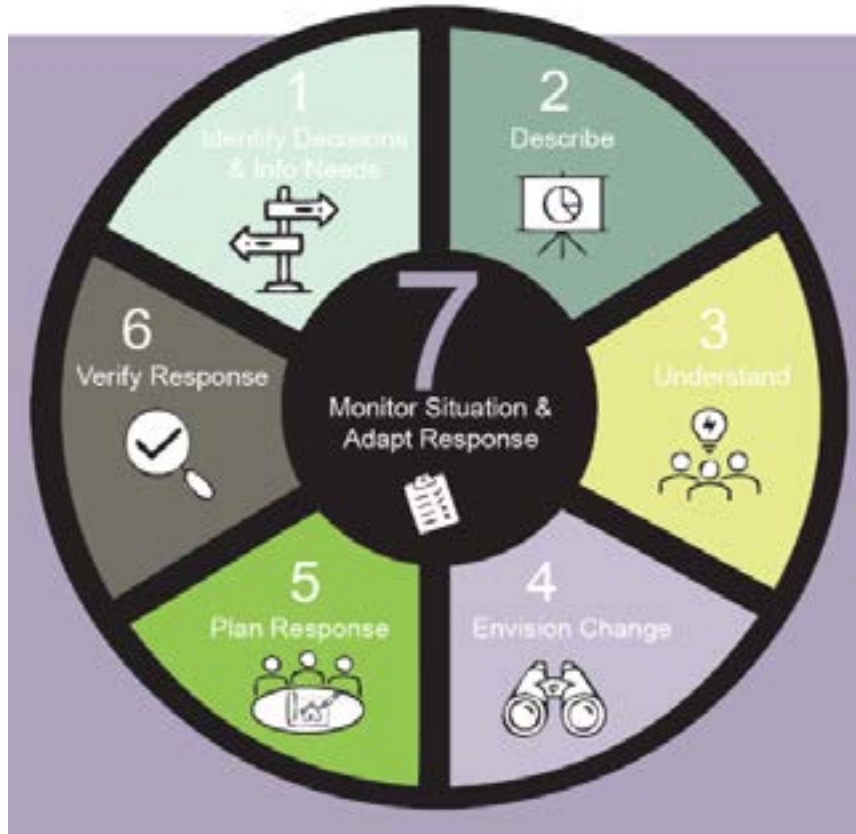 1
Identify Decisions
& Info Needs
2
Describe
3
Understand
4
Envision Change
5
Plan Response
6
Verify Response
7
Monitor Situation &
Adapt Response